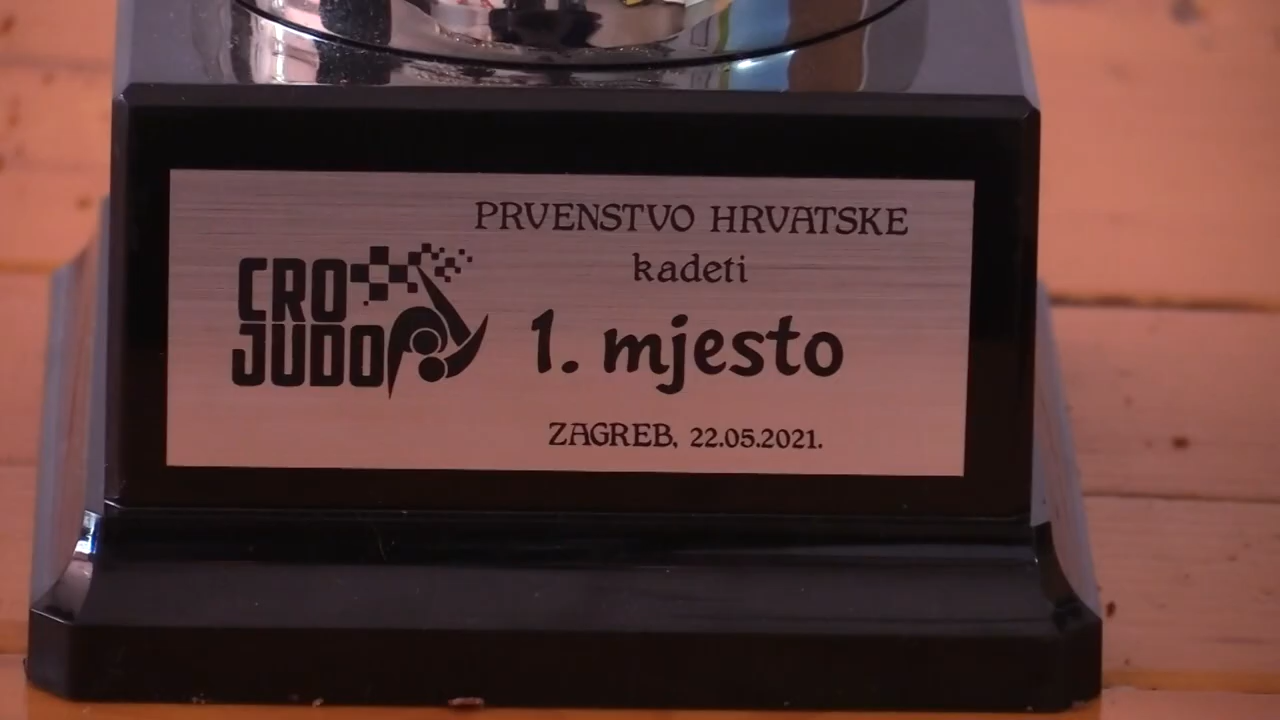 PRVENSTVO HRVATSKE
kadeti
CRO
JUDO
1. mjesto
ZAGREB, 22.05.2021.